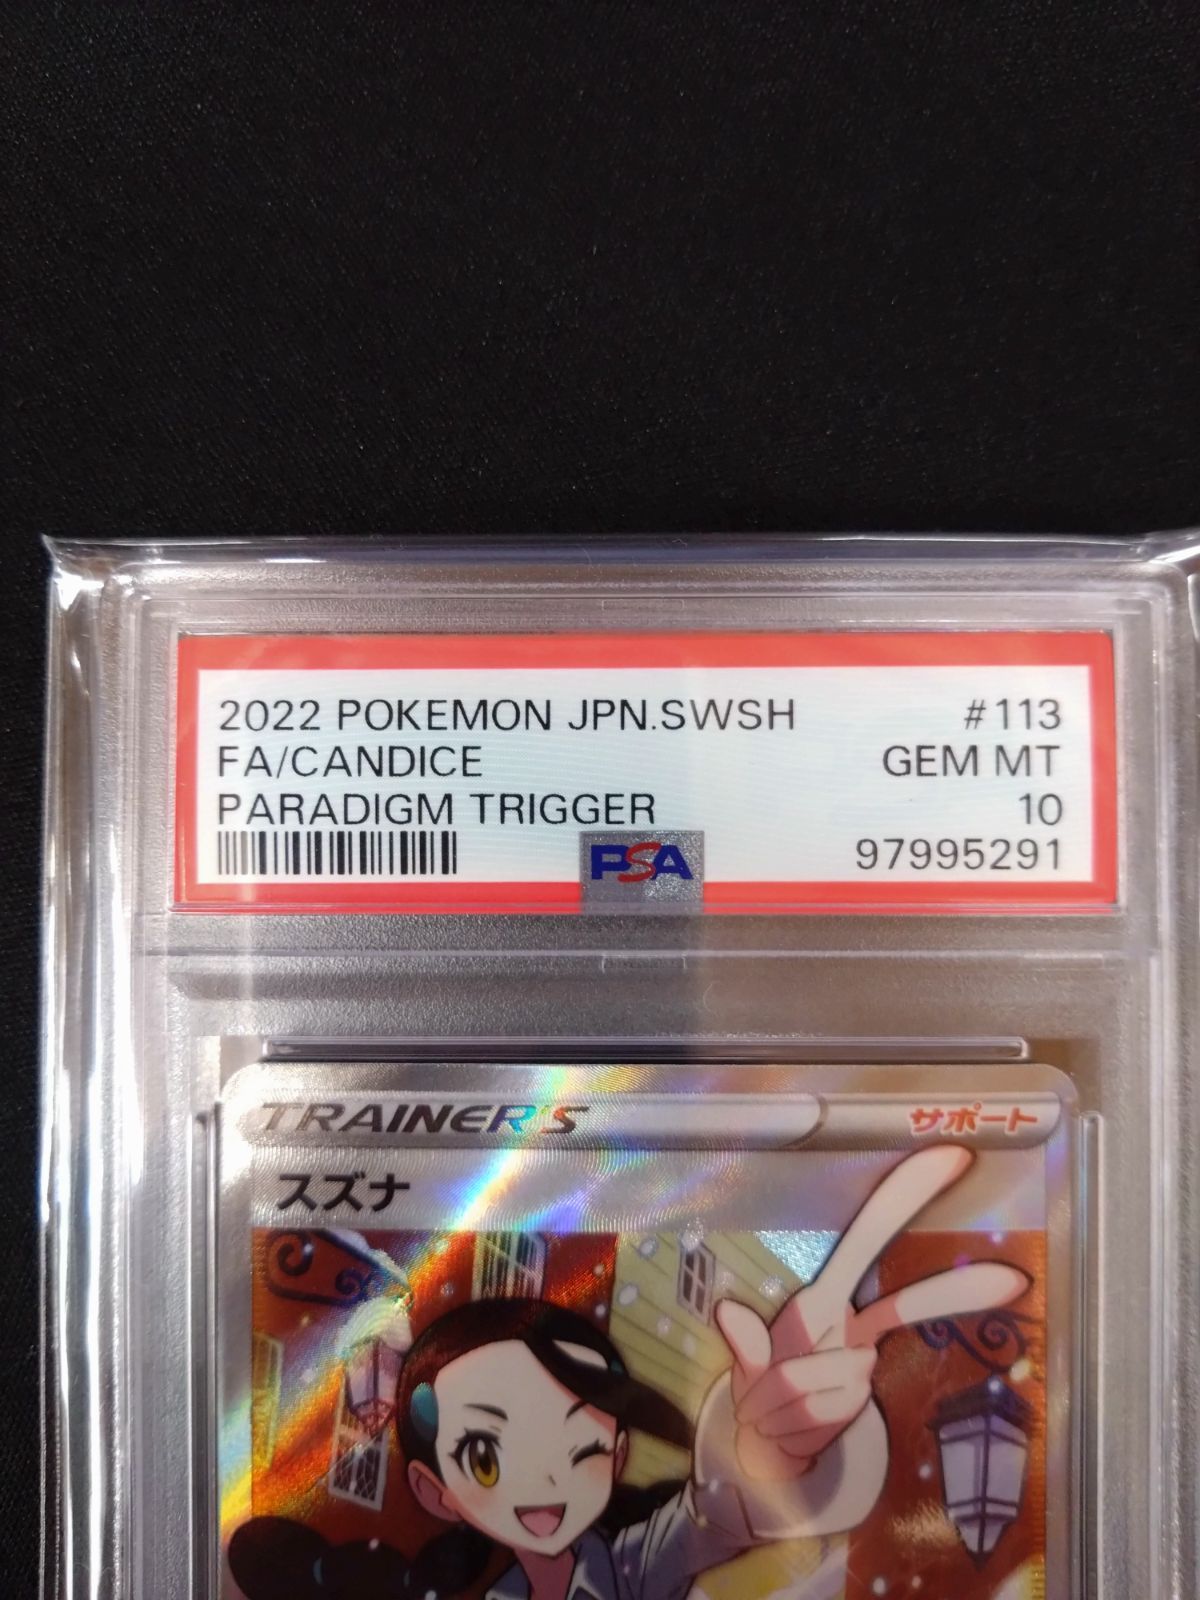 2022 POKEMON JPN.SWSH #113
FA/CANDICE GEM MT
PARADIGM TRIGGER 10
PSA 97995291
TRAINER'S サポート
スズナ